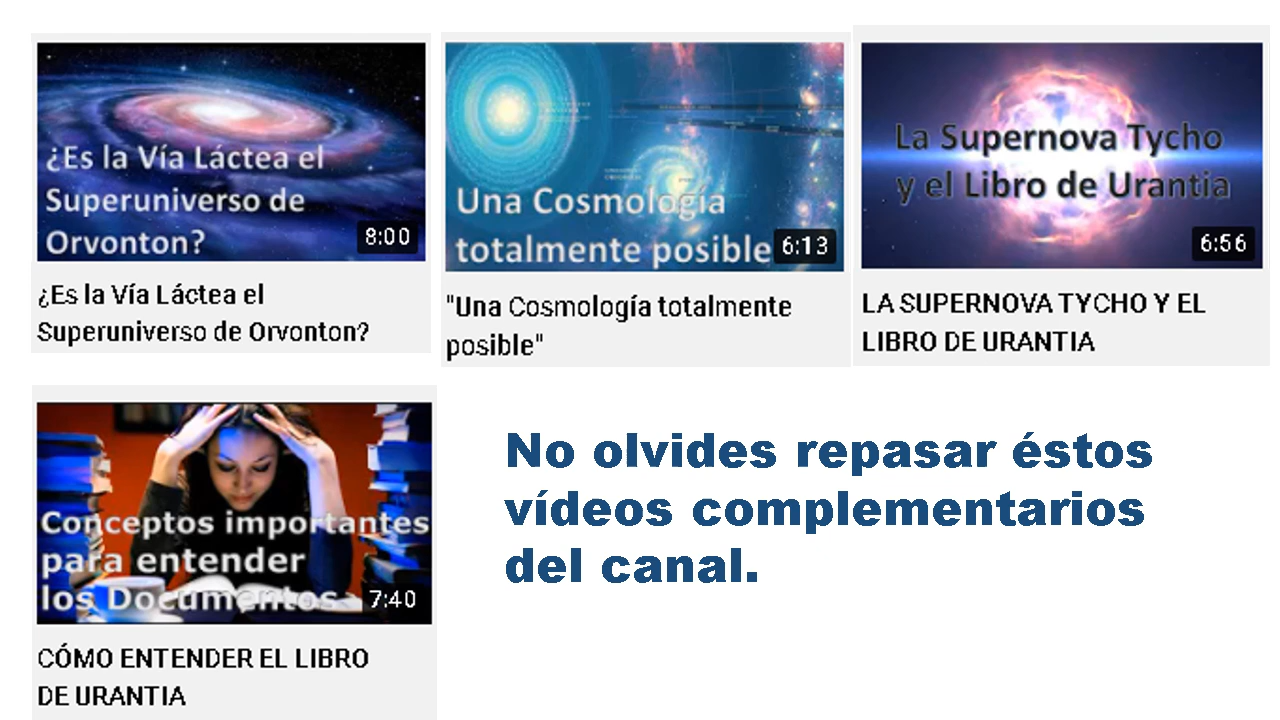 ¿Es la Vía Láctea el
Superuniverso de
Orvonton?
8:00
¿Es la Vía Láctea el
Superuniverso de Orvonton?
Una Cosmología
totalmente posible
6:13
"Una Cosmología totalmente
posible"
La Supernova Tycho
y el Libro de Urantia
6:56
LA SUPERNOVA TYCHO Y EL
LIBRO DE URANTIA
Conceptos importantes
para entender
los Documentos
7:40
CÓMO ENTENDER EL LIBRO
DE URANTIA
No olvides repasar éstos
vídeos complementarios
del canal.